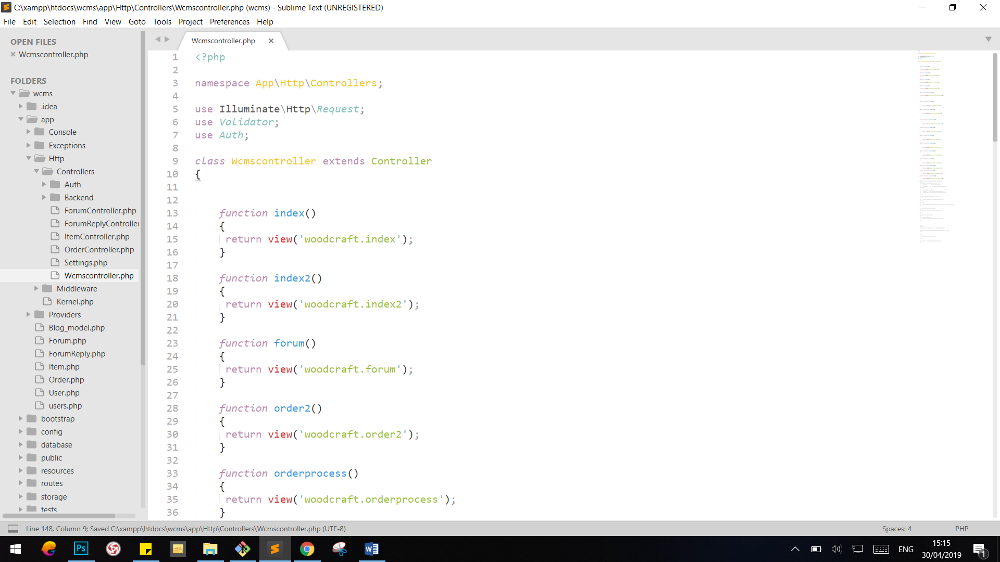 C:\xampp\htdocs\wcms\app\Http\Controllers\Wcmscontroller.php (wcms) - Sublime Text (UNREGISTERED)
File Edit Selection Find View Goto Tools Project Preferences Help
OPEN FILES
Wcmscontroller.php
FOLDERS
wcms
.idea
app
Console
Exceptions
Http
Controllers
Auth
Backend
ForumController.php
ForumReplyController
ItemController.php
OrderController.php
Settings.php
Wcmscontroller.php
Middleware
Kernel.php
Providers
Blog_model.php
Forum.php
ForumReply.php
Item.php
Order.php
User.php
users.php
bootstrap
config
database
public
resources
routes
storage
tests
Wcmscontroller.php
1 <?php
2
3 namespace App\Http\Controllers;
4
5 use Illuminate\Http\Request;
6 use Validator;
7 use Auth;
8
9 class Wcmscontroller extends Controller
10 {
11
12
13 function index()
14 {
15 return view('woodcraft.index');
16 }
17
18 function index2()
19 {
20 return view('woodcraft.index2');
21 }
22
23 function forum()
24 {
25 return view('woodcraft.forum');
26 }
27
28 function order2()
29 {
30 return view('woodcraft.order2');
31 }
32
33 function orderprocess()
34 {
35 return view('woodcraft.orderprocess');
36 }
Line 148, Column 9; Saved C:\xampp\htdocs\wcms\app\Http\Controllers\Wcmscontroller.php (UTF-8)
Spaces: 4
PHP
Ps
ENG
15:15
30/04/2019
1